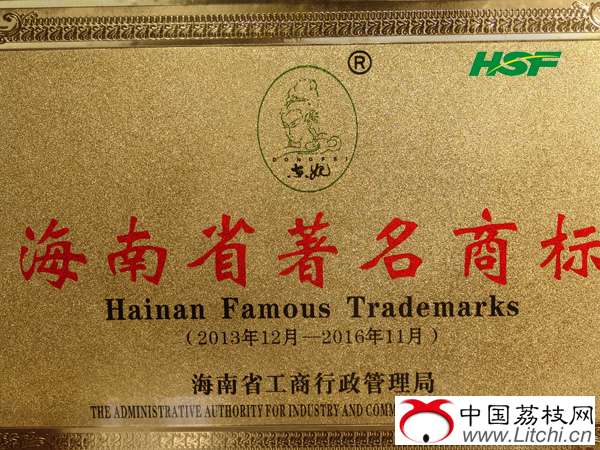 ®
HSF
DONGFEI
海南省著名商标
Hainan Famous Trademarks
(2013年12月—2016年11月)
海南省工商行政管理局
THE ADMINISTRATIVE AUTHORITY FOR INDUSTRY AND COMM
中国荔枝网
www.Litchi.cn